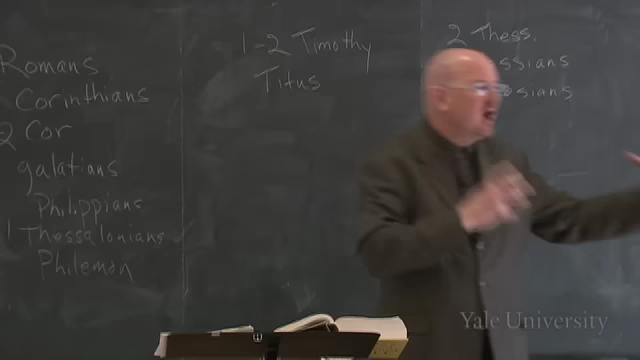 Romans
Corinthians
2 Cor
galatians
Philippians
1 Thessalonians
Philemon
1-2 Timothy
Titus
2 Thess.
Yale University